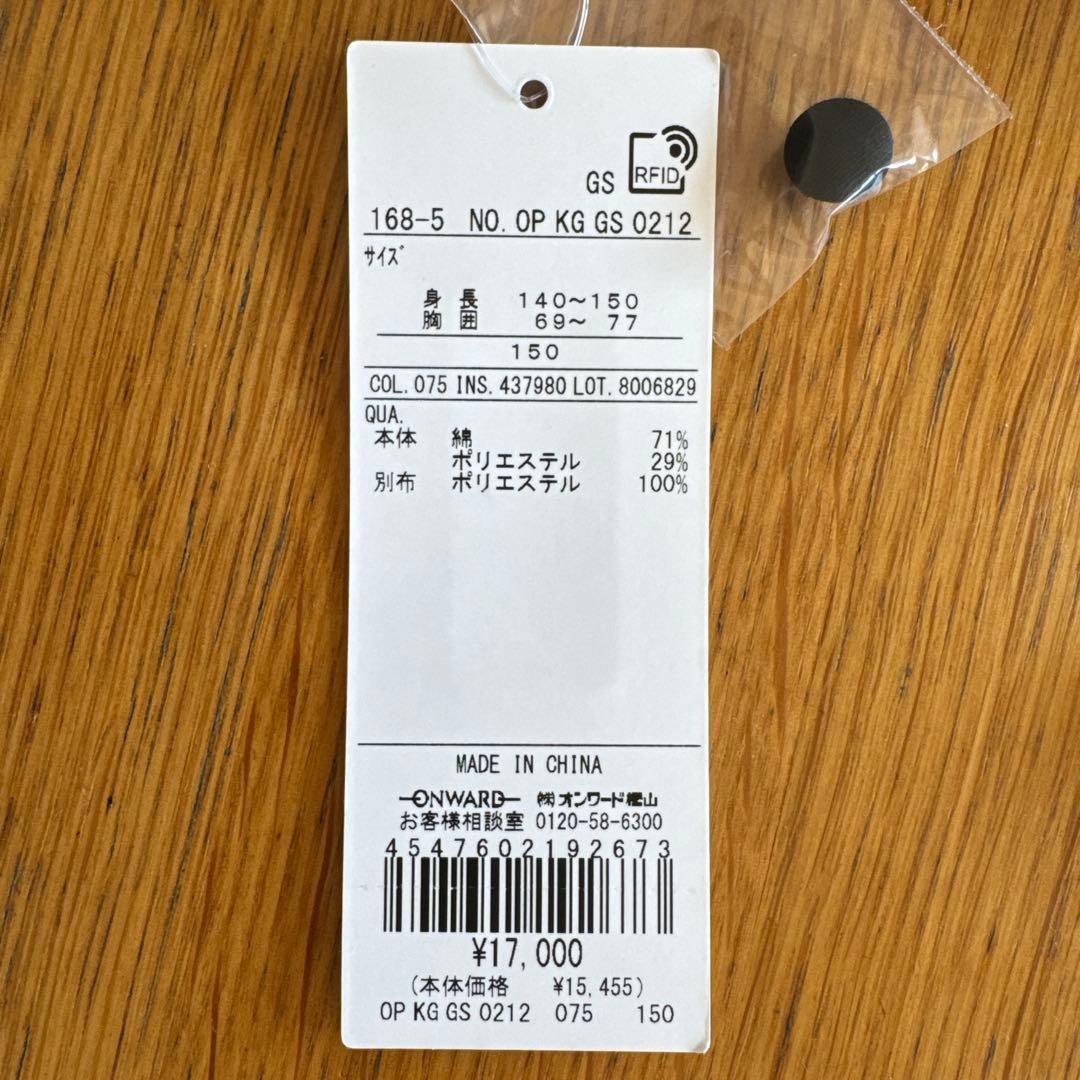 GS RFID
168-5 NO. OP KG GS 0212
サイズ
身 長 140〜150
胸 囲 69〜 77
150
COL. 075 INS. 437980 LOT. 8006829
QUA.
本体 綿 71%
ポリエステル 29%
別布 ポリエステル 100%
MADE IN CHINA
ONWARD ㈱オンワード樫山
お客様相談室 0120-58-6300
4547602192673
¥17,000
(本体価格 ¥15,455)
OP KG GS 0212 075 150